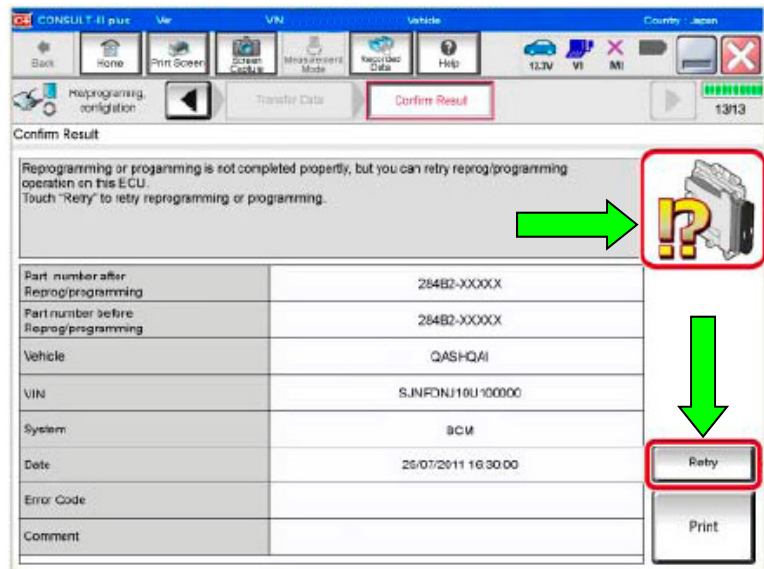 CONSULT-III plus Ver VIN Vehicle Country : Japan
Back Home Print Screen Screen Capture Measurement Mode Recorded Data Help 12.3V VI MI
Re/programing, configlation Transfer Data Confirm Result 13/13
Confirm Result
Reprogramming or progamming is not completed propertly, but you can retry reprog/programming
operation on this ECU.
Touch "Retry" to retry reprogramming or programming.
!?
Part number after
Reprog/programming
284B2-XXXXX
Part number before
Reprog/programming
284B2-XXXXX
Vehicle QASHQAI
VIN SJNFDNJ10U100000
System BCM
Date 26/07/2011 16:30:00
Retry
Error Code
Comment
Print